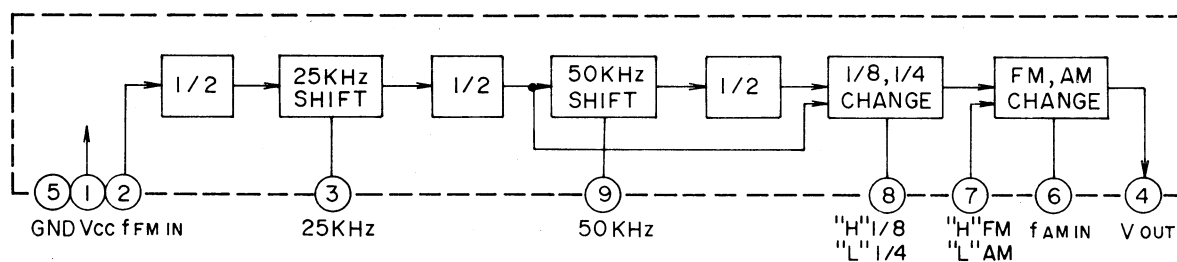 1/2
25KHz
SHIFT
1/2
50KHz
SHIFT
1/2
1/8, 1/4
CHANGE
FM, AM
CHANGE
5 1 2 3 9 8 7 6 4
GND Vcc fFM IN 25KHz 50KHz "H" 1/8 "H" FM fAM IN V OUT
"L" 1/4 "L" AM